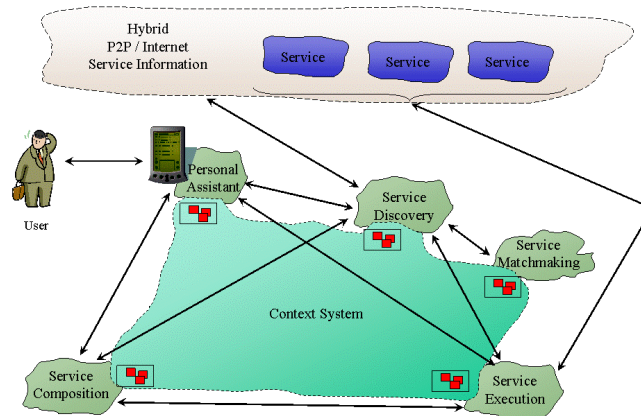 Hybrid
P2P / Internet
Service Information
Service
Service
Service
Personal
Assistant
User
Service
Discovery
Service
Matchmaking
Context System
Service
Composition
Service
Execution